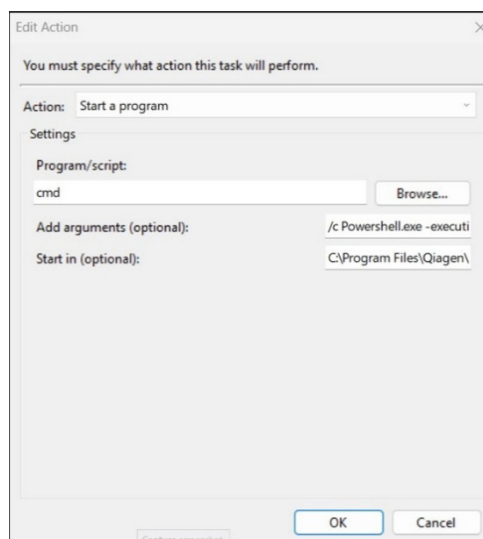 Edit Action
You must specify what action this task will perform.
Action: Start a program
Settings
Program/script:
cmd Browse...
Add arguments (optional): /c Powershell.exe -executi
Start in (optional): C:\Program Files\Qiagen\
OK Cancel